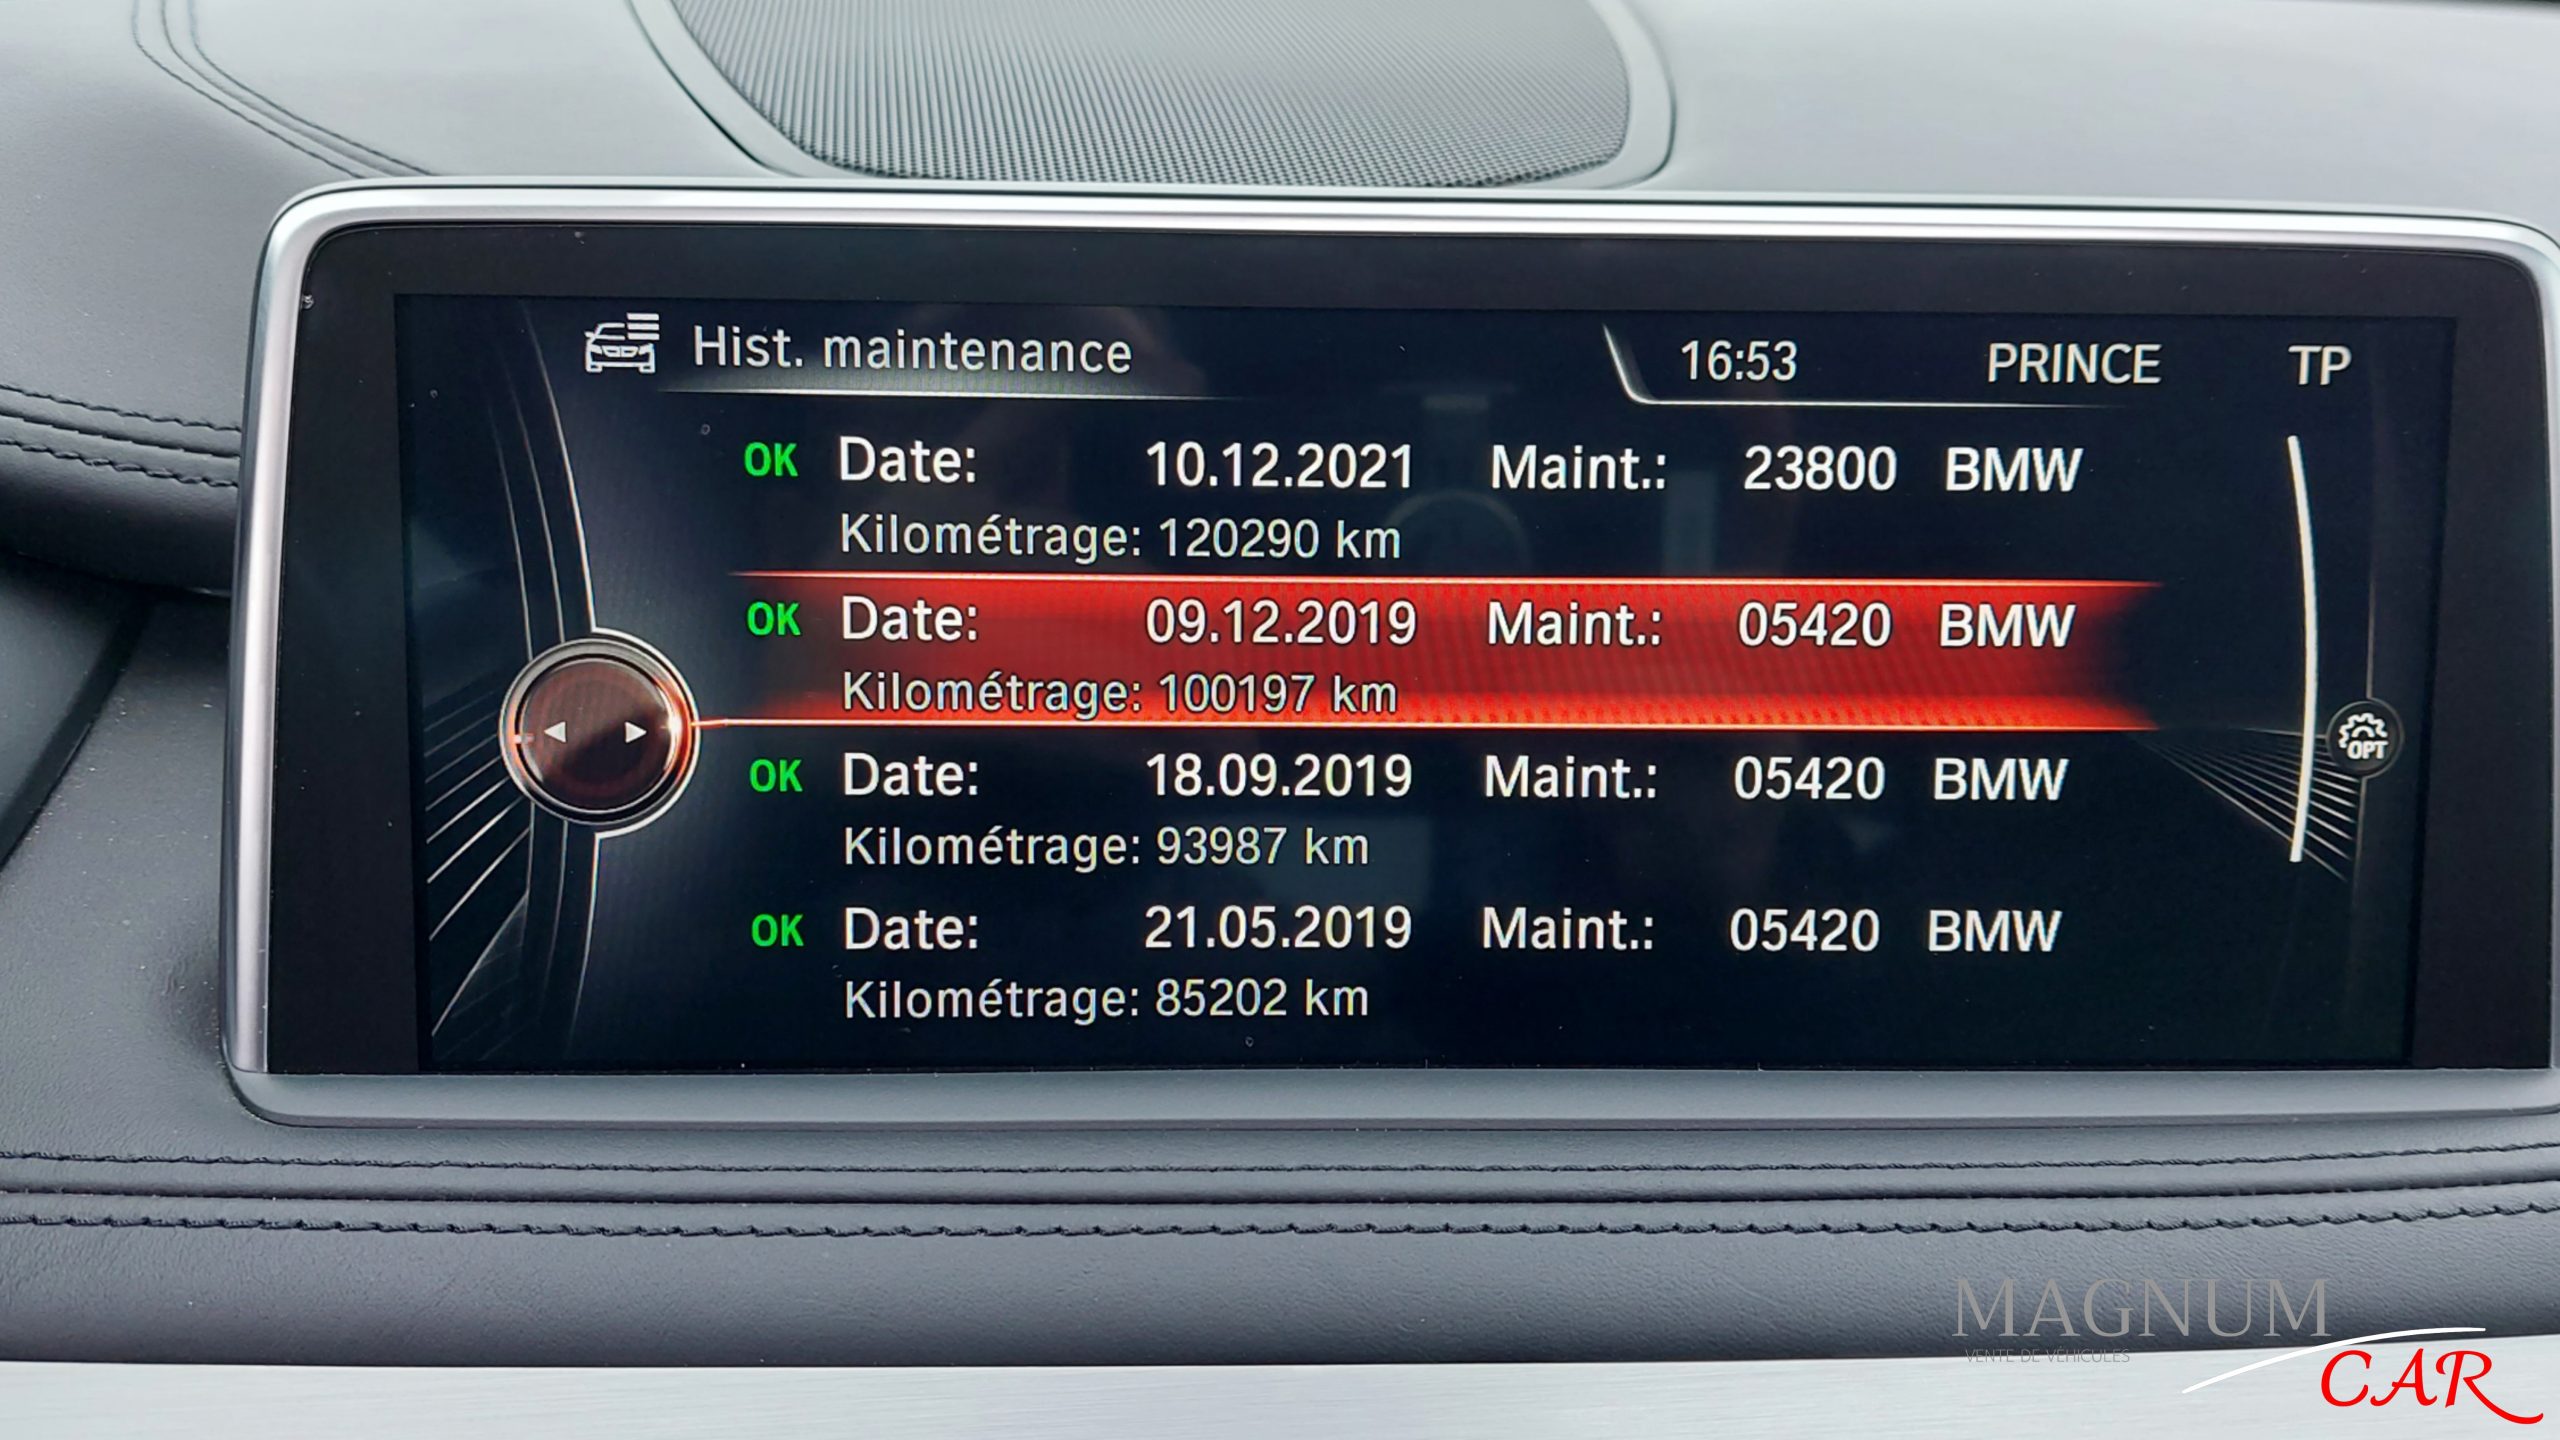 Hist. maintenance 16:53 PRINCE TP
OK Date: 10.12.2021 Maint.: 23800 BMW
Kilométrage: 120290 km
OK Date: 09.12.2019 Maint.: 05420 BMW
Kilométrage: 100197 km
OPT
OK Date: 18.09.2019 Maint.: 05420 BMW
Kilométrage: 93987 km
OK Date: 21.05.2019 Maint.: 05420 BMW
Kilométrage: 85202 km
MAGNUM
VENTE DE VÉHICULES
CAR